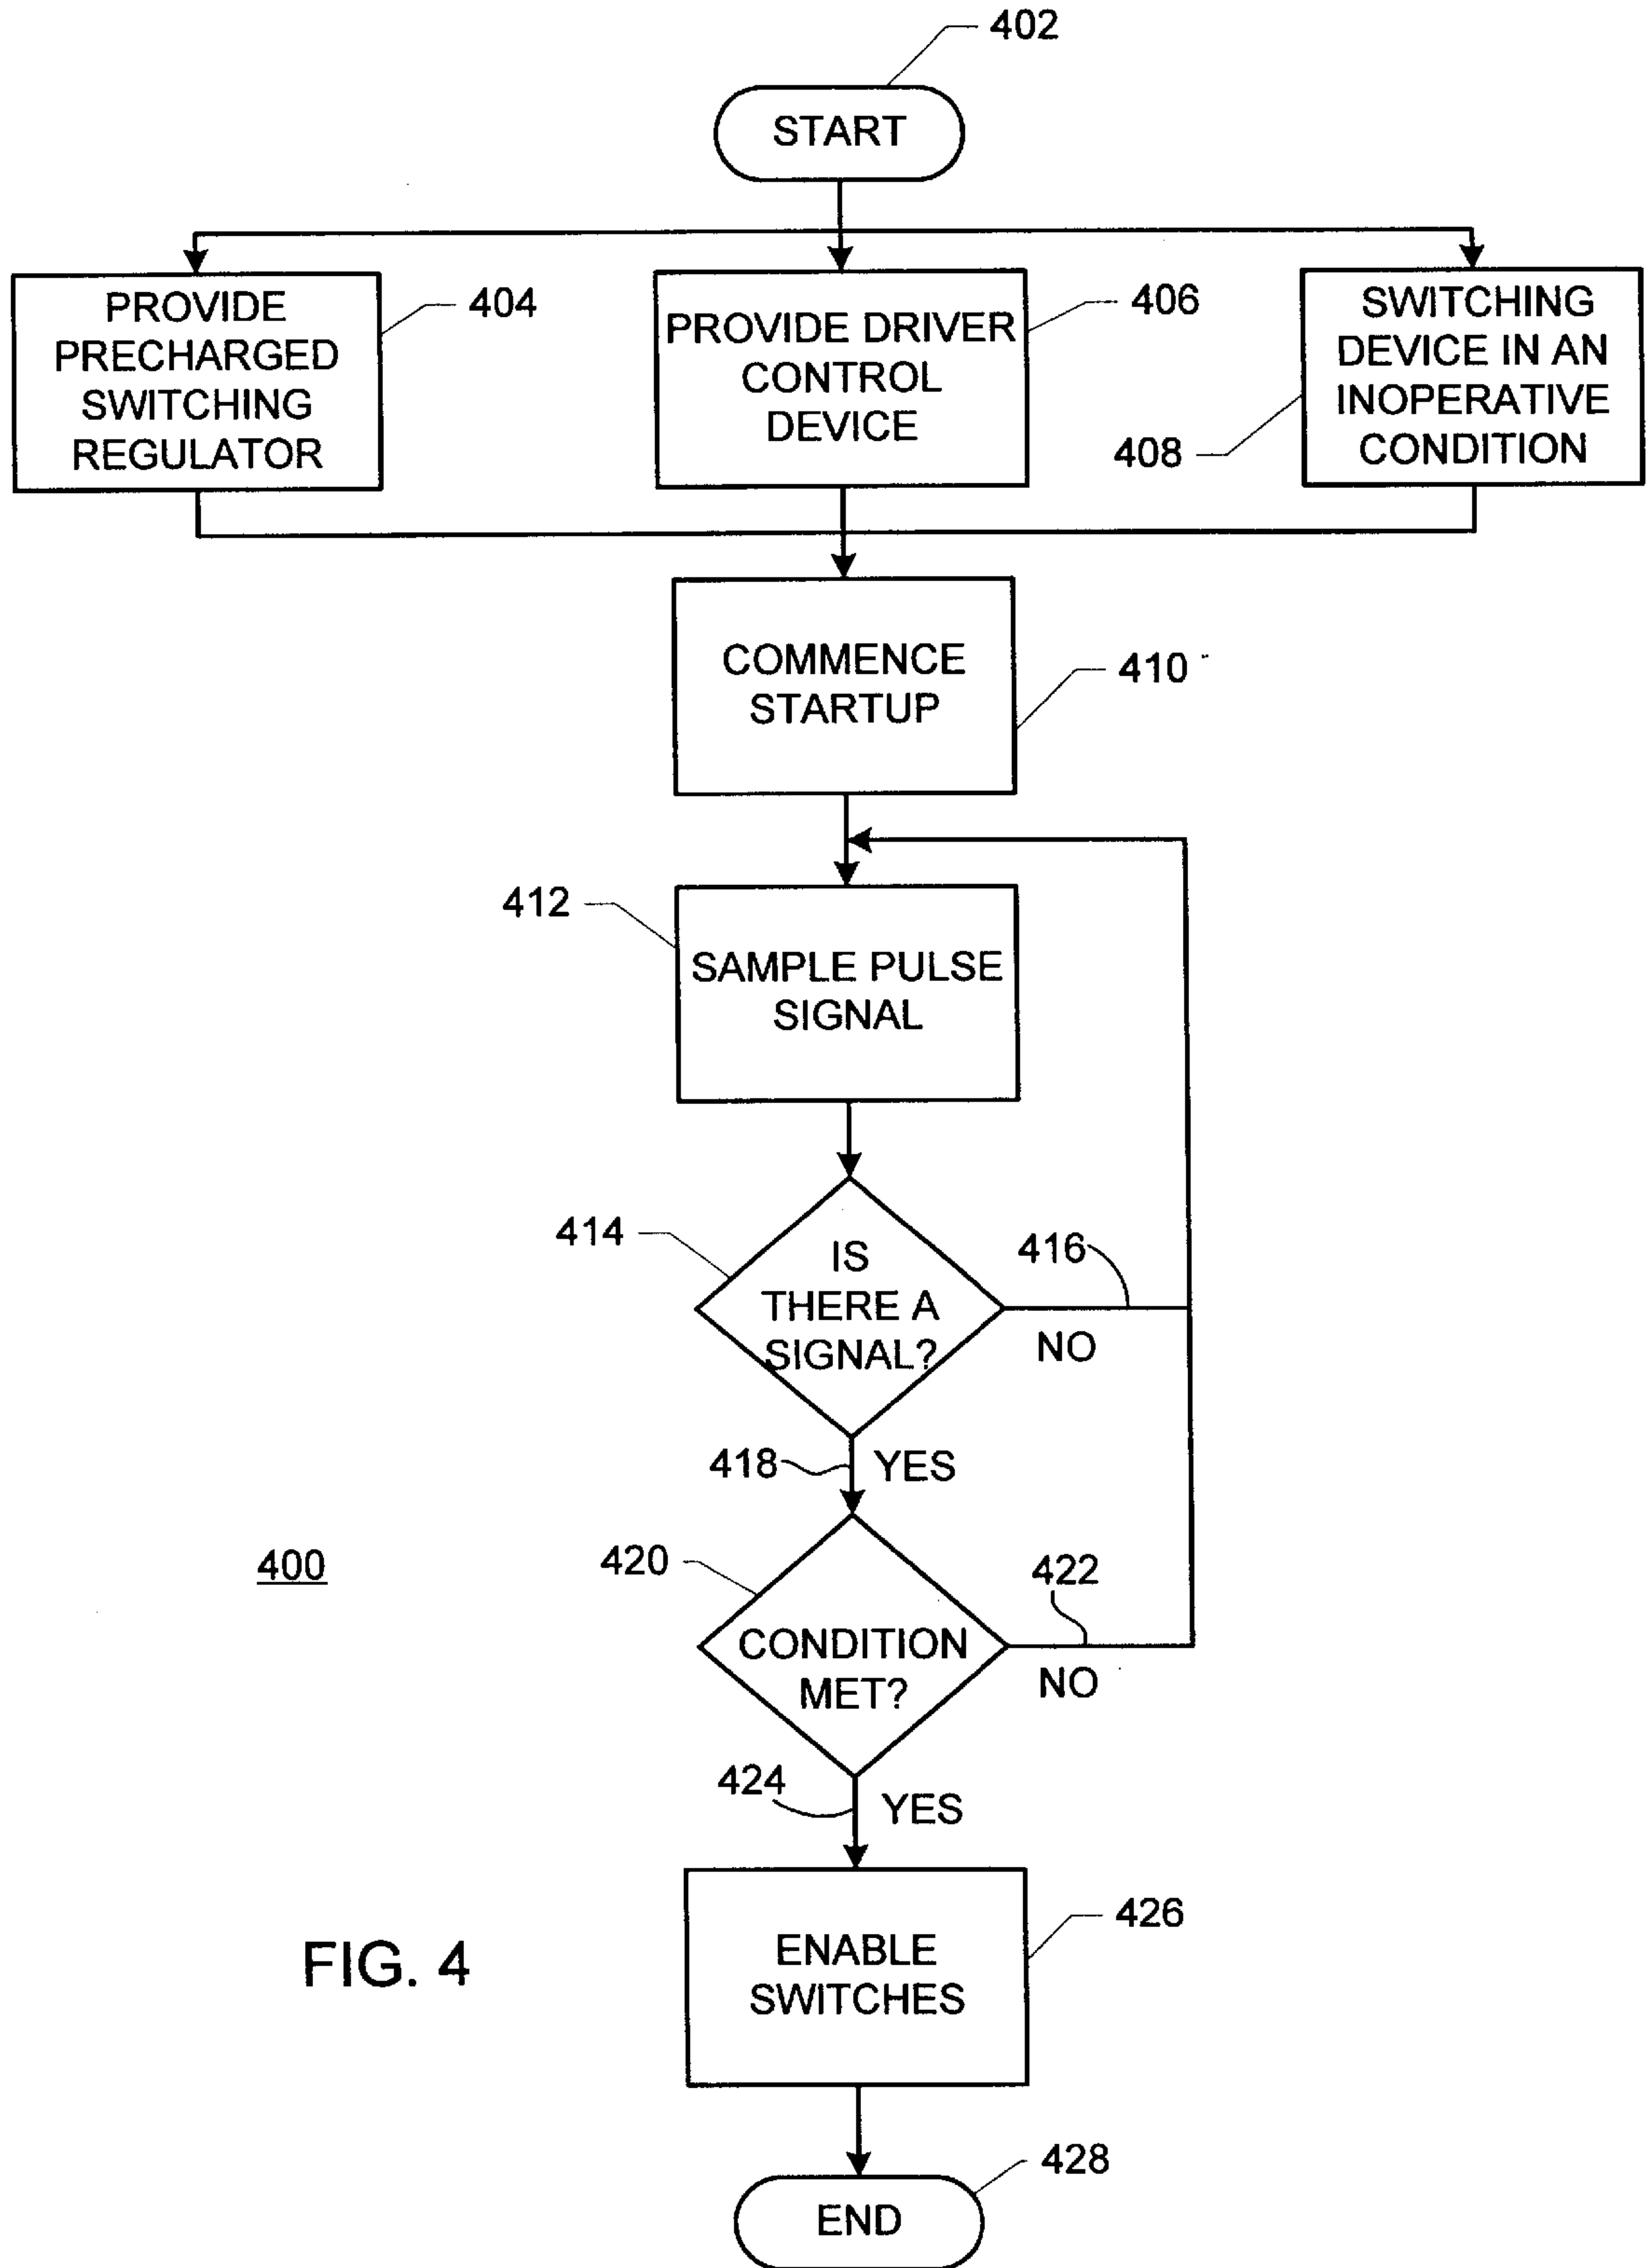 402
START
PROVIDE
PRECHARGED
SWITCHING
REGULATOR
404
PROVIDE DRIVER
CONTROL
DEVICE
406
SWITCHING
DEVICE IN AN
INOPERATIVE
CONDITION
408
COMMENCE
STARTUP
410
412
SAMPLE PULSE
SIGNAL
414
IS
THERE A
SIGNAL?
416
NO
418
YES
400
420
CONDITION
MET?
422
NO
424
YES
FIG. 4
ENABLE
SWITCHES
426
428
END